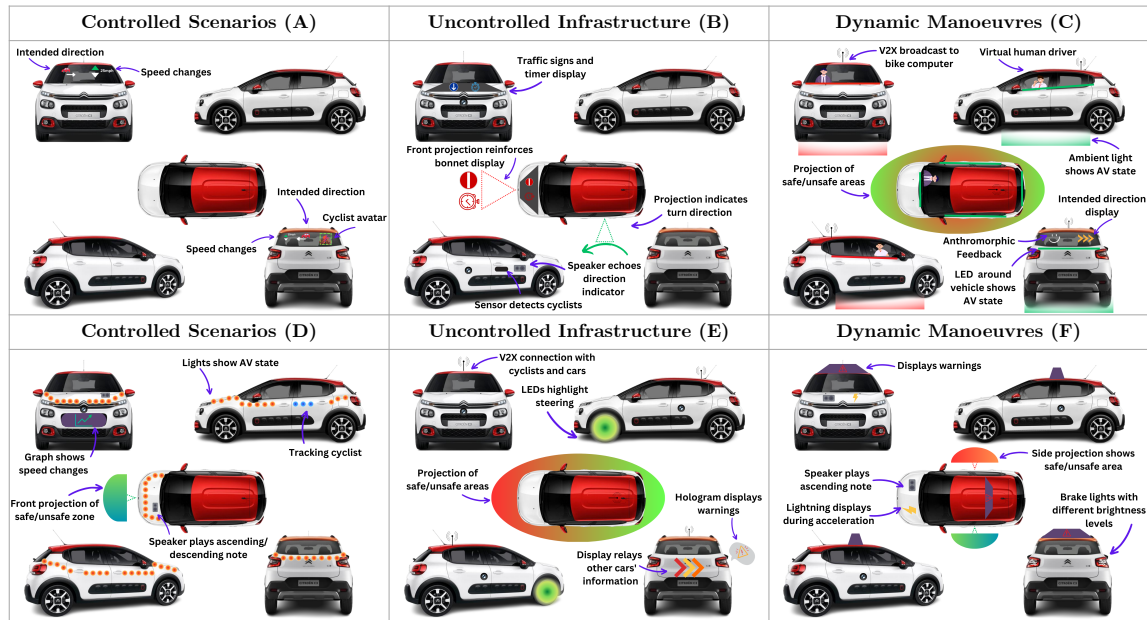 Controlled Scenarios (A)
Uncontrolled Infrastructure (B)
Dynamic Manoeuvres (C)
Intended direction
Speed changes
Intended direction
Cyclist avatar
Speed changes
Traffic signs and
timer display
Front projection reinforces
bonnet display
Projection indicates
turn direction
Speaker echoes
direction
indicator
Sensor detects cyclists
V2X broadcast to
bike computer
Virtual human driver
Ambient light
shows AV state
Projection of
safe/unsafe areas
Intended direction
display
Anthromorphic
Feedback
LED around
vehicle shows
AV state
Controlled Scenarios (D)
Uncontrolled Infrastructure (E)
Dynamic Manoeuvres (F)
Lights show AV state
Graph shows
speed changes
Tracking cyclist
Front projection of
safe/unsafe zone
Speaker plays ascending/
descending note
V2X connection with
cyclists and cars
LEDs highlight
steering
Projection of
safe/unsafe areas
Hologram displays
warnings
Display relays
other cars'
information
Displays warnings
Side projection shows
safe/unsafe area
Speaker plays
ascending note
Lightning displays
during acceleration
Brake lights with
different brightness
levels